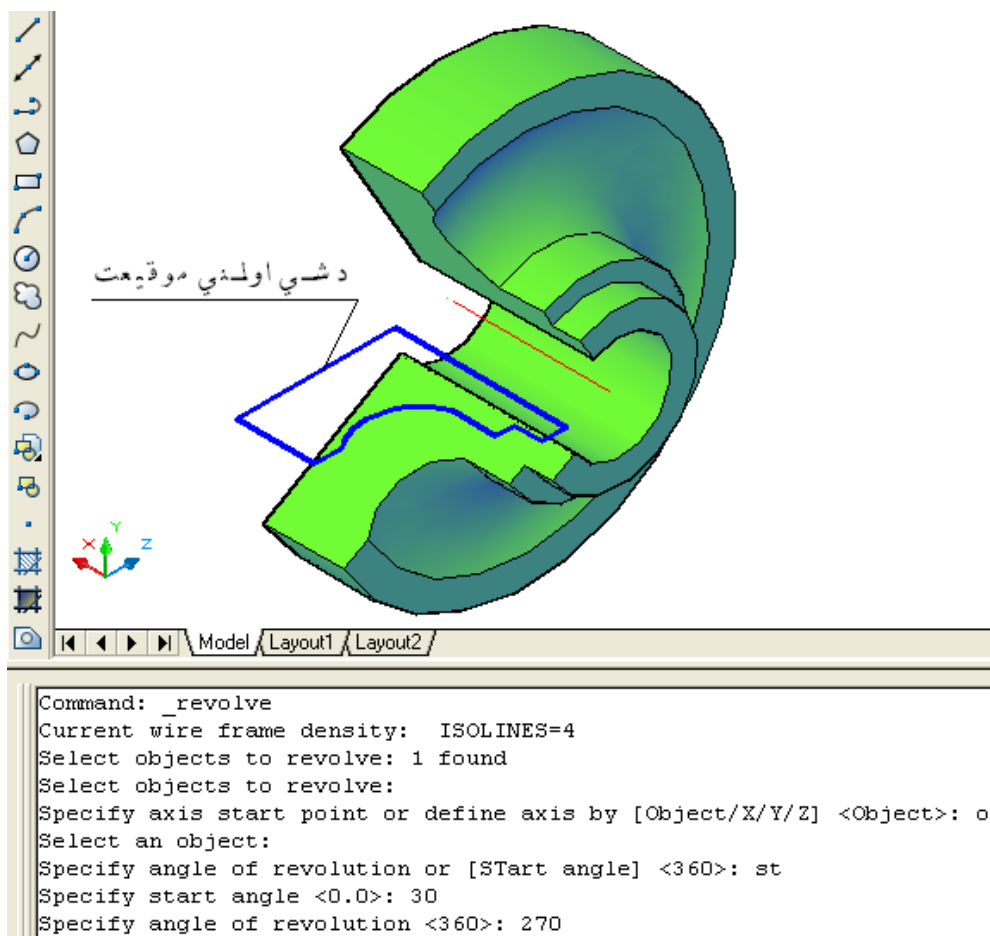 د شي اولني موقيعت
X Y Z
Model Layout1 Layout2
Command: _revolve
Current wire frame density:  ISOLINES=4
Select objects to revolve: 1 found
Select objects to revolve:
Specify axis start point or define axis by [Object/X/Y/Z] <Object>: o
Select an object:
Specify angle of revolution or [STart angle] <360>: st
Specify start angle <0.0>: 30
Specify angle of revolution <360>: 270